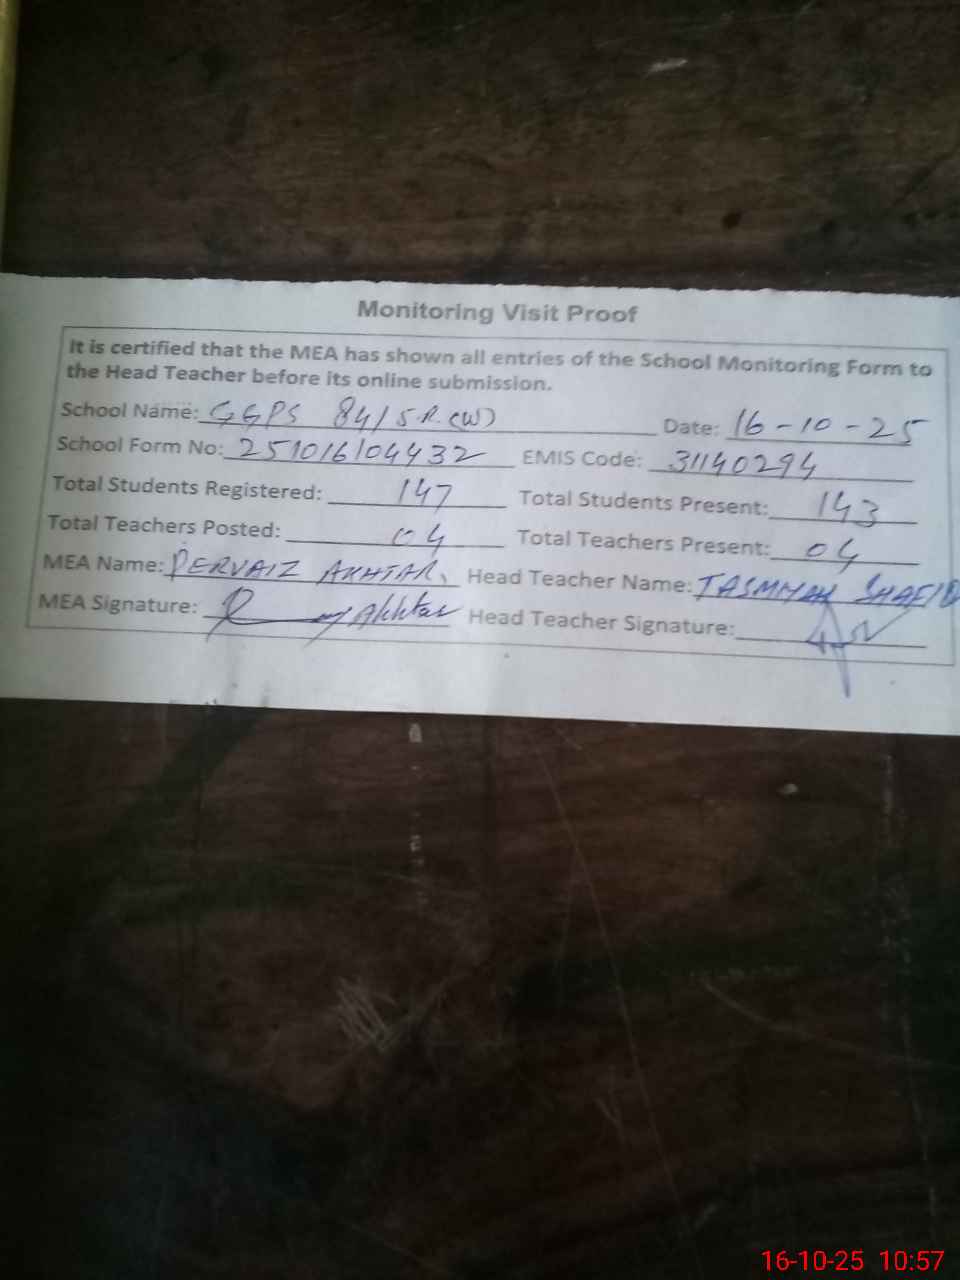 Monitoring Visit Proof
It is certified that the MEA has shown all entries of the School Monitoring Form to
the Head Teacher before its online submission.
School Name: GGPS 84/5.R.(W) Date: 16-10-25
School Form No: 251016104432 EMIS Code: 31140294
Total Students Registered: 147 Total Students Present: 143
Total Teachers Posted: 04 Total Teachers Present: 04
MEA Name: PERVAIZ AKHTAR Head Teacher Name:
MEA Signature: Akhtar Head Teacher Signature:
16-10-25 10:57